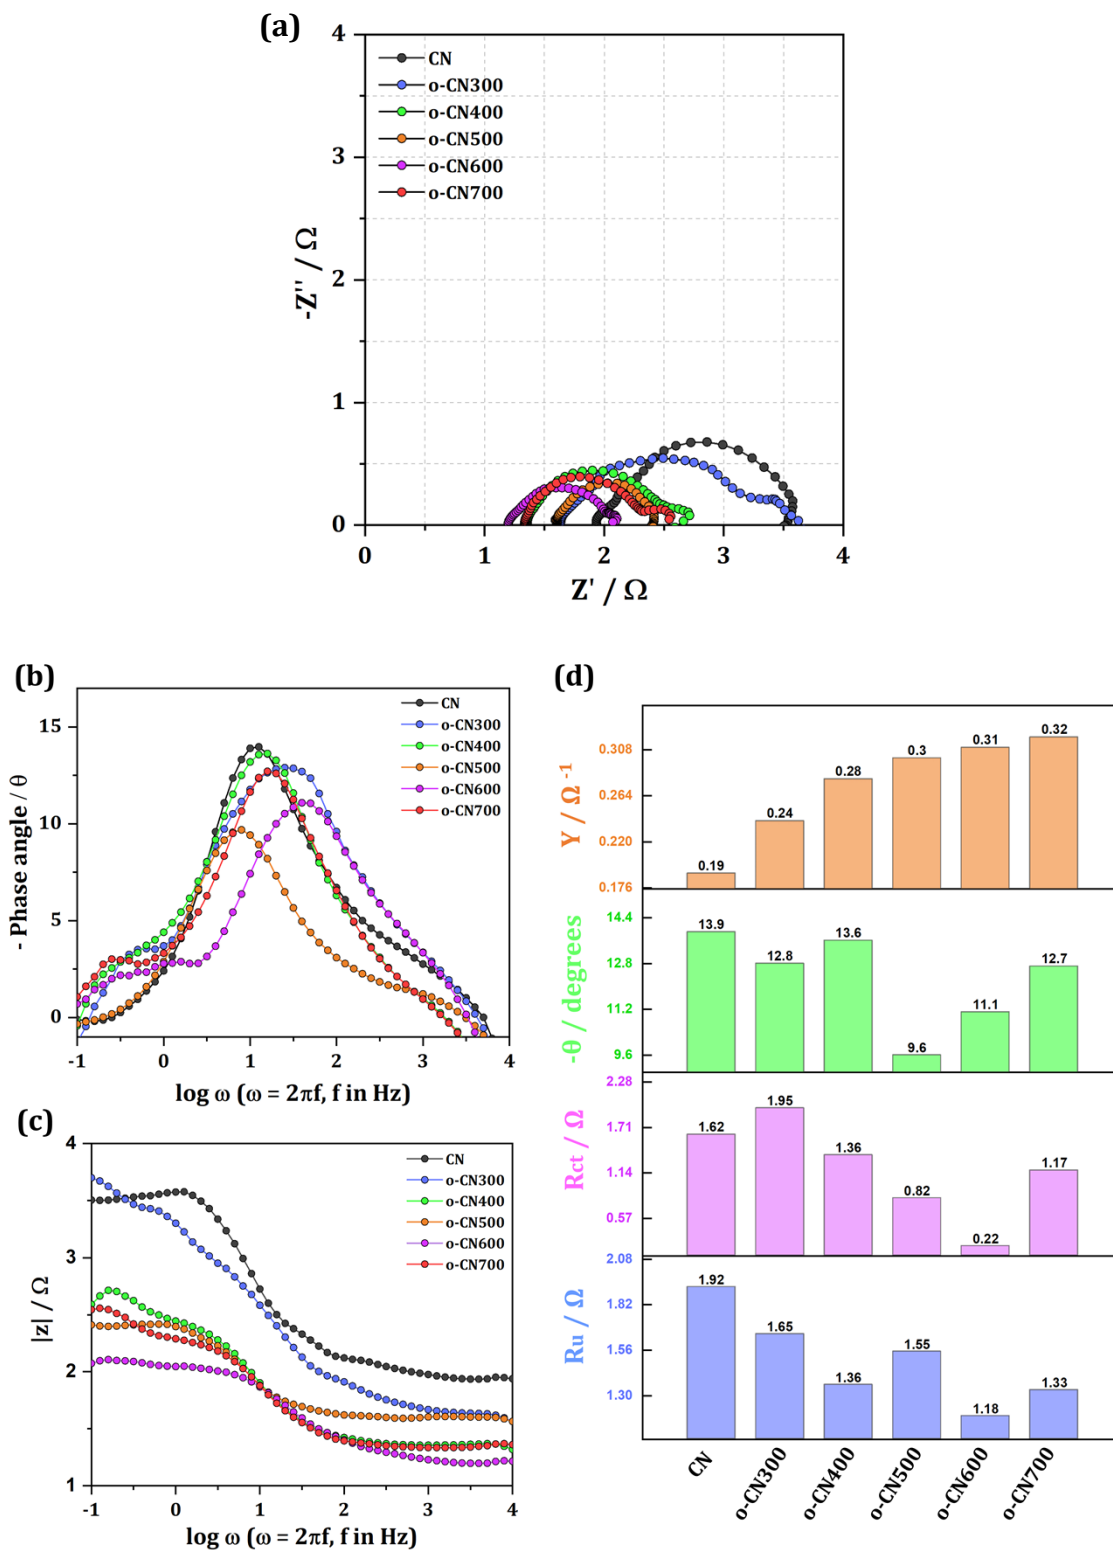 (a)
4
3
2
1
0
-Z'' / Ω
CN
o-CN300
o-CN400
o-CN500
o-CN600
o-CN700
0 1 2 3 4
Z' / Ω
(b)
15
10
5
0
- Phase angle / θ
CN
o-CN300
o-CN400
o-CN500
o-CN600
o-CN700
-1 0 1 2 3 4
log ω (ω = 2πf, f in Hz)
(c)
4
3
2
1
|z| / Ω
CN
o-CN300
o-CN400
o-CN500
o-CN600
o-CN700
-1 0 1 2 3 4
log ω (ω = 2πf, f in Hz)
(d)
Y / Ω⁻¹
0.308
0.264
0.220
0.176
0.19 0.24 0.28 0.3 0.31 0.32
-θ / degrees
14.4
12.8
11.2
9.6
13.9 12.8 13.6 9.6 11.1 12.7
Rct / Ω
2.28
1.71
1.14
0.57
1.62 1.95 1.36 0.82 0.22 1.17
Ru / Ω
2.08
1.82
1.56
1.30
1.92 1.65 1.36 1.55 1.18 1.33
CN o-CN300 o-CN400 o-CN500 o-CN600 o-CN700